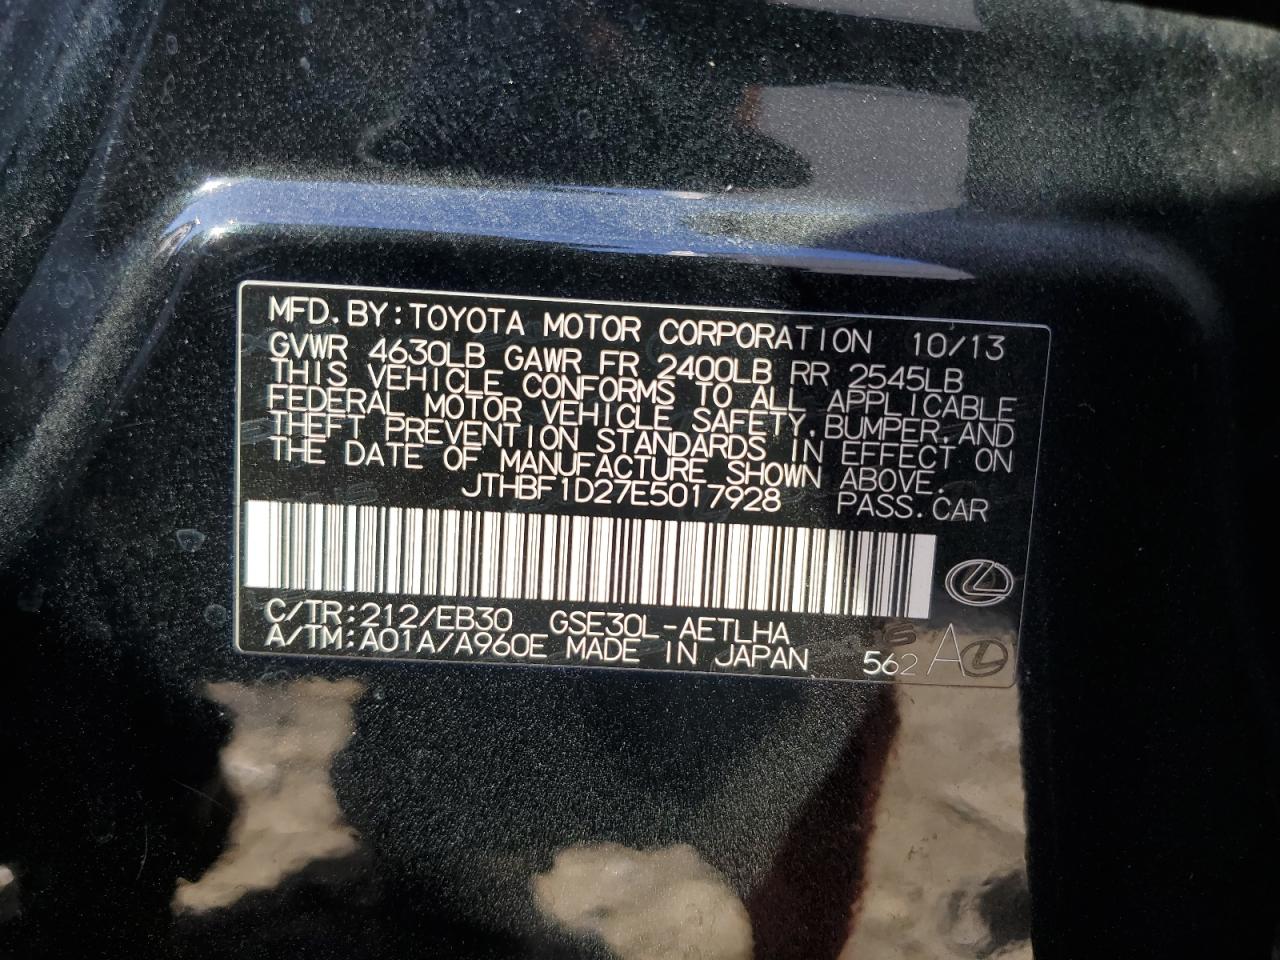 MFD.BY:TOYOTA MOTOR CORPORATION 10/13
GVWR 4630LB GAWR FR 2400LB RR 2545LB
THIS VEHICLE CONFORMS TO ALL APPLICABLE
FEDERAL MOTOR VEHICLE SAFETY,BUMPER,AND
THEFT PREVENTION STANDARDS IN EFFECT ON
THE DATE OF MANUFACTURE SHOWN ABOVE.
JTHBF1D27E5017928 PASS.CAR
C/TR:212/EB30 GSE30L-AETLHA
A/TM:A01A/A960E MADE IN JAPAN 562 A